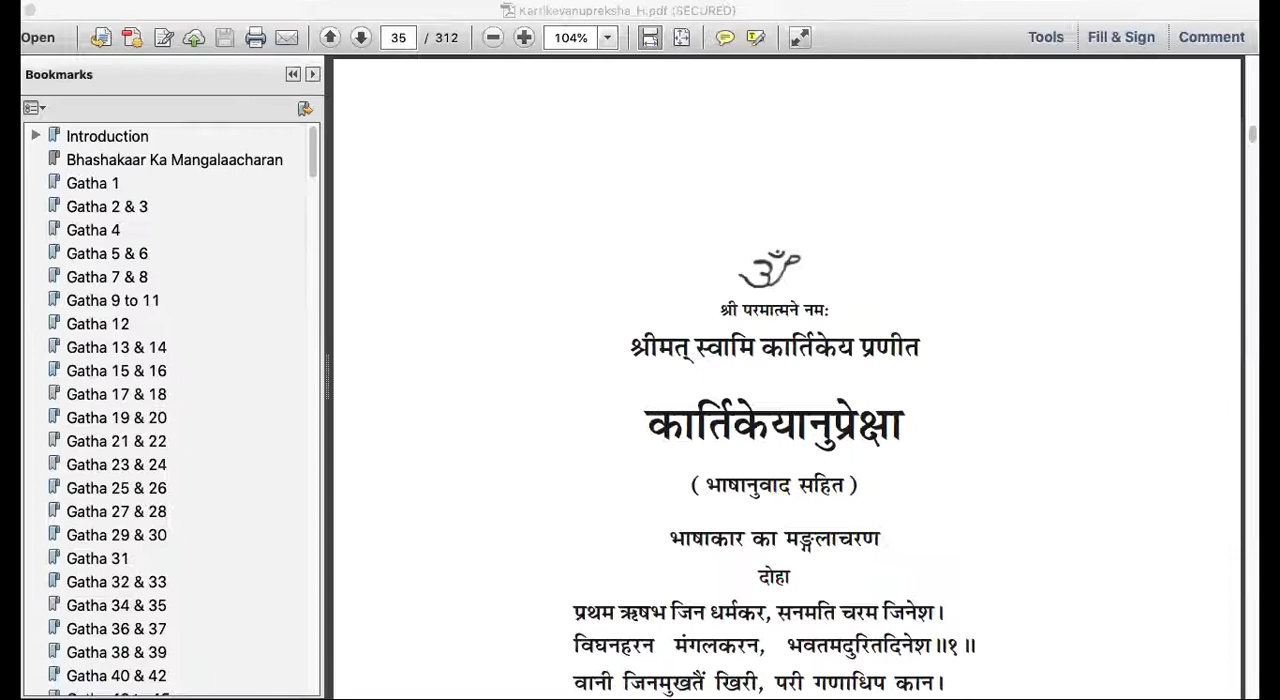 Kartikeyanupreksha_H.pdf (SECURED)
Open 35 / 312 104% Tools Fill & Sign Comment
Bookmarks
Introduction
Bhashakaar Ka Mangalaacharan
Gatha 1
Gatha 2 & 3
Gatha 4
Gatha 5 & 6
Gatha 7 & 8
Gatha 9 to 11
Gatha 12
Gatha 13 & 14
Gatha 15 & 16
Gatha 17 & 18
Gatha 19 & 20
Gatha 21 & 22
Gatha 23 & 24
Gatha 25 & 26
Gatha 27 & 28
Gatha 29 & 30
Gatha 31
Gatha 32 & 33
Gatha 34 & 35
Gatha 36 & 37
Gatha 38 & 39
Gatha 40 & 42
ॐ
श्री परमात्मने नमः
श्रीमत् स्वामि कार्तिकेय प्रणीत
कार्तिकेयानुप्रेक्षा
( भाषानुवाद सहित )
भाषाकार का मङ्गलाचरण
दोहा
प्रथम ऋषभ जिन धर्मकर, सनमति चरम जिनेश।
विघनहरन मंगलकरन, भवतमदुरितदिनेश॥१॥
वानी जिनमुखतैं खिरी, परी गणाधिप कान।